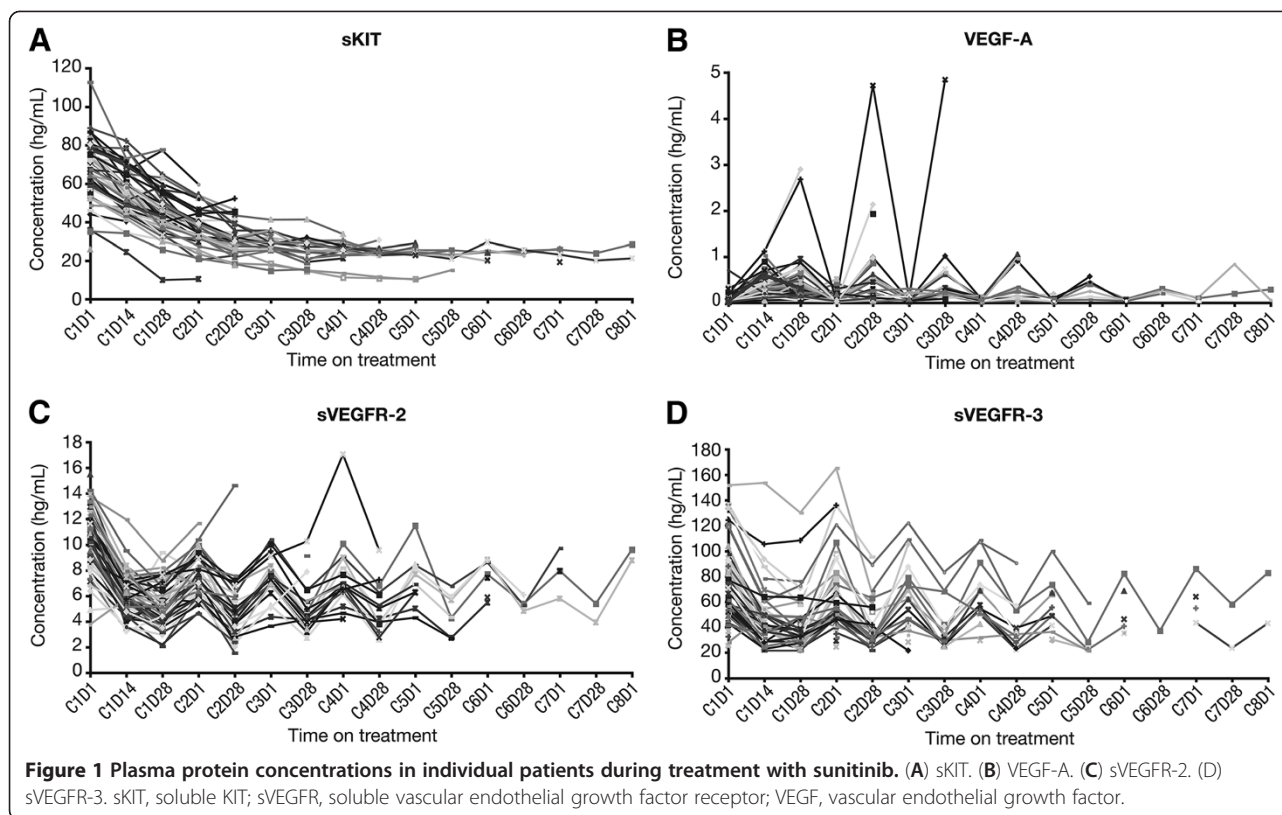 A
sKIT
Concentration (hg/mL)
120
100
80
60
40
20
0
C1D1
C1D14
C1D28
C2D1
C2D28
C3D1
C3D28
C4D1
C4D28
C5D1
C5D28
C6D1
C6D28
C7D1
C7D28
C8D1
Time on treatment
B
VEGF-A
Concentration (hg/mL)
5
4
3
2
1
0
C1D1
C1D14
C1D28
C2D1
C2D28
C3D1
C3D28
C4D1
C4D28
C5D1
C5D28
C6D1
C6D28
C7D1
C7D28
C8D1
Time on treatment
C
sVEGFR-2
Concentration (hg/mL)
18
16
14
12
10
8
6
4
2
0
C1D1
C1D14
C1D28
C2D1
C2D28
C3D1
C3D28
C4D1
C4D28
C5D1
C5D28
C6D1
C6D28
C7D1
C7D28
C8D1
Time on treatment
D
sVEGFR-3
Concentration (hg/mL)
180
160
140
120
100
80
60
40
20
0
C1D1
C1D14
C1D28
C2D1
C2D28
C3D1
C3D28
C4D1
C4D28
C5D1
C5D28
C6D1
C6D28
C7D1
C7D28
C8D1
Time on treatment
Figure 1 Plasma protein concentrations in individual patients during treatment with sunitinib. (A) sKIT. (B) VEGF-A. (C) sVEGFR-2. (D)
sVEGFR-3. sKIT, soluble KIT; sVEGFR, soluble vascular endothelial growth factor receptor; VEGF, vascular endothelial growth factor.